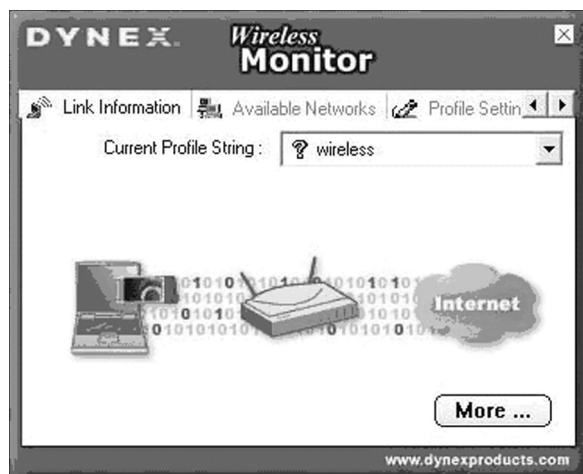 DYNEX
Wireless
Monitor
Link Information
Available Networks
Profile Settin
Current Profile String :
wireless
Internet
More ...
www.dynexproducts.com